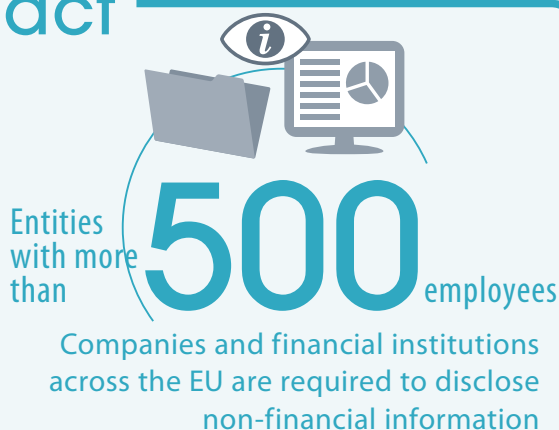 act
i
Entities
with more
than
500
employees
Companies and financial institutions
across the EU are required to disclose
non-financial information